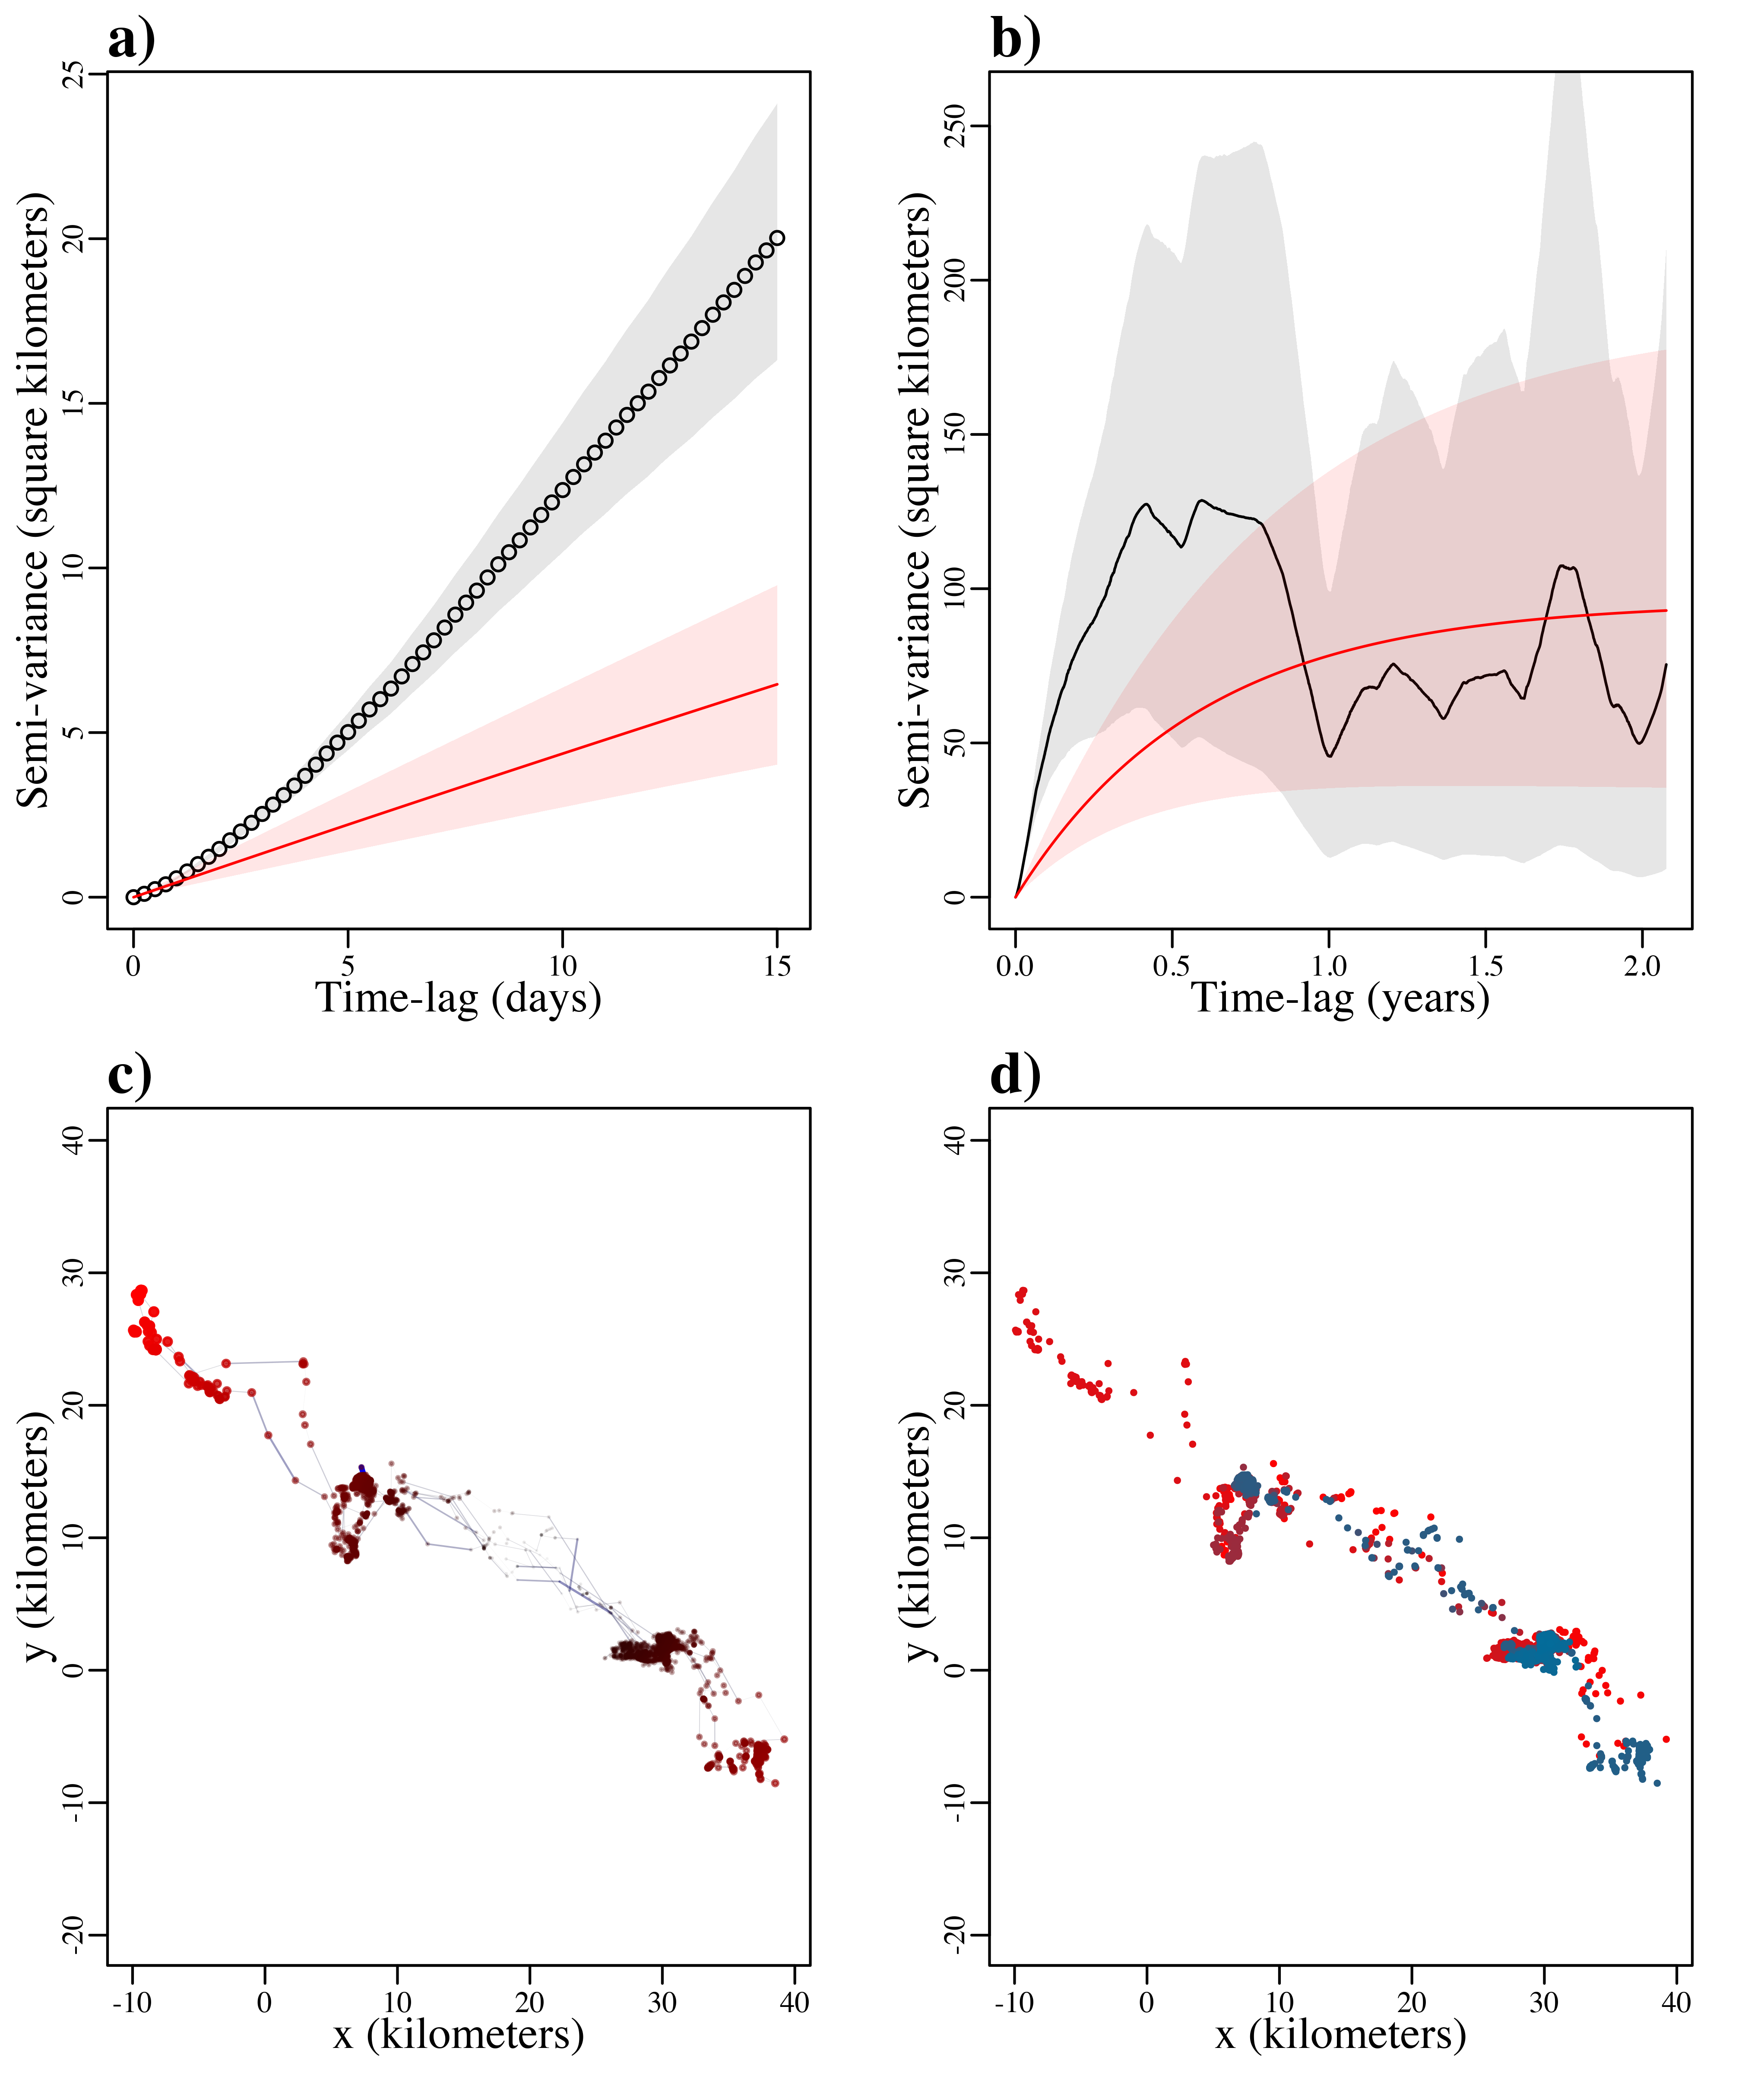 a)
25
20
15
10
5
0
Semi-variance (square kilometers)
0 5 10 15
Time-lag (days)
b)
250
200
150
100
50
0
Semi-variance (square kilometers)
0.0 0.5 1.0 1.5 2.0
Time-lag (years)
c)
40
30
20
10
0
-10
-20
y (kilometers)
-10 0 10 20 30 40
x (kilometers)
d)
40
30
20
10
0
-10
-20
y (kilometers)
-10 0 10 20 30 40
x (kilometers)